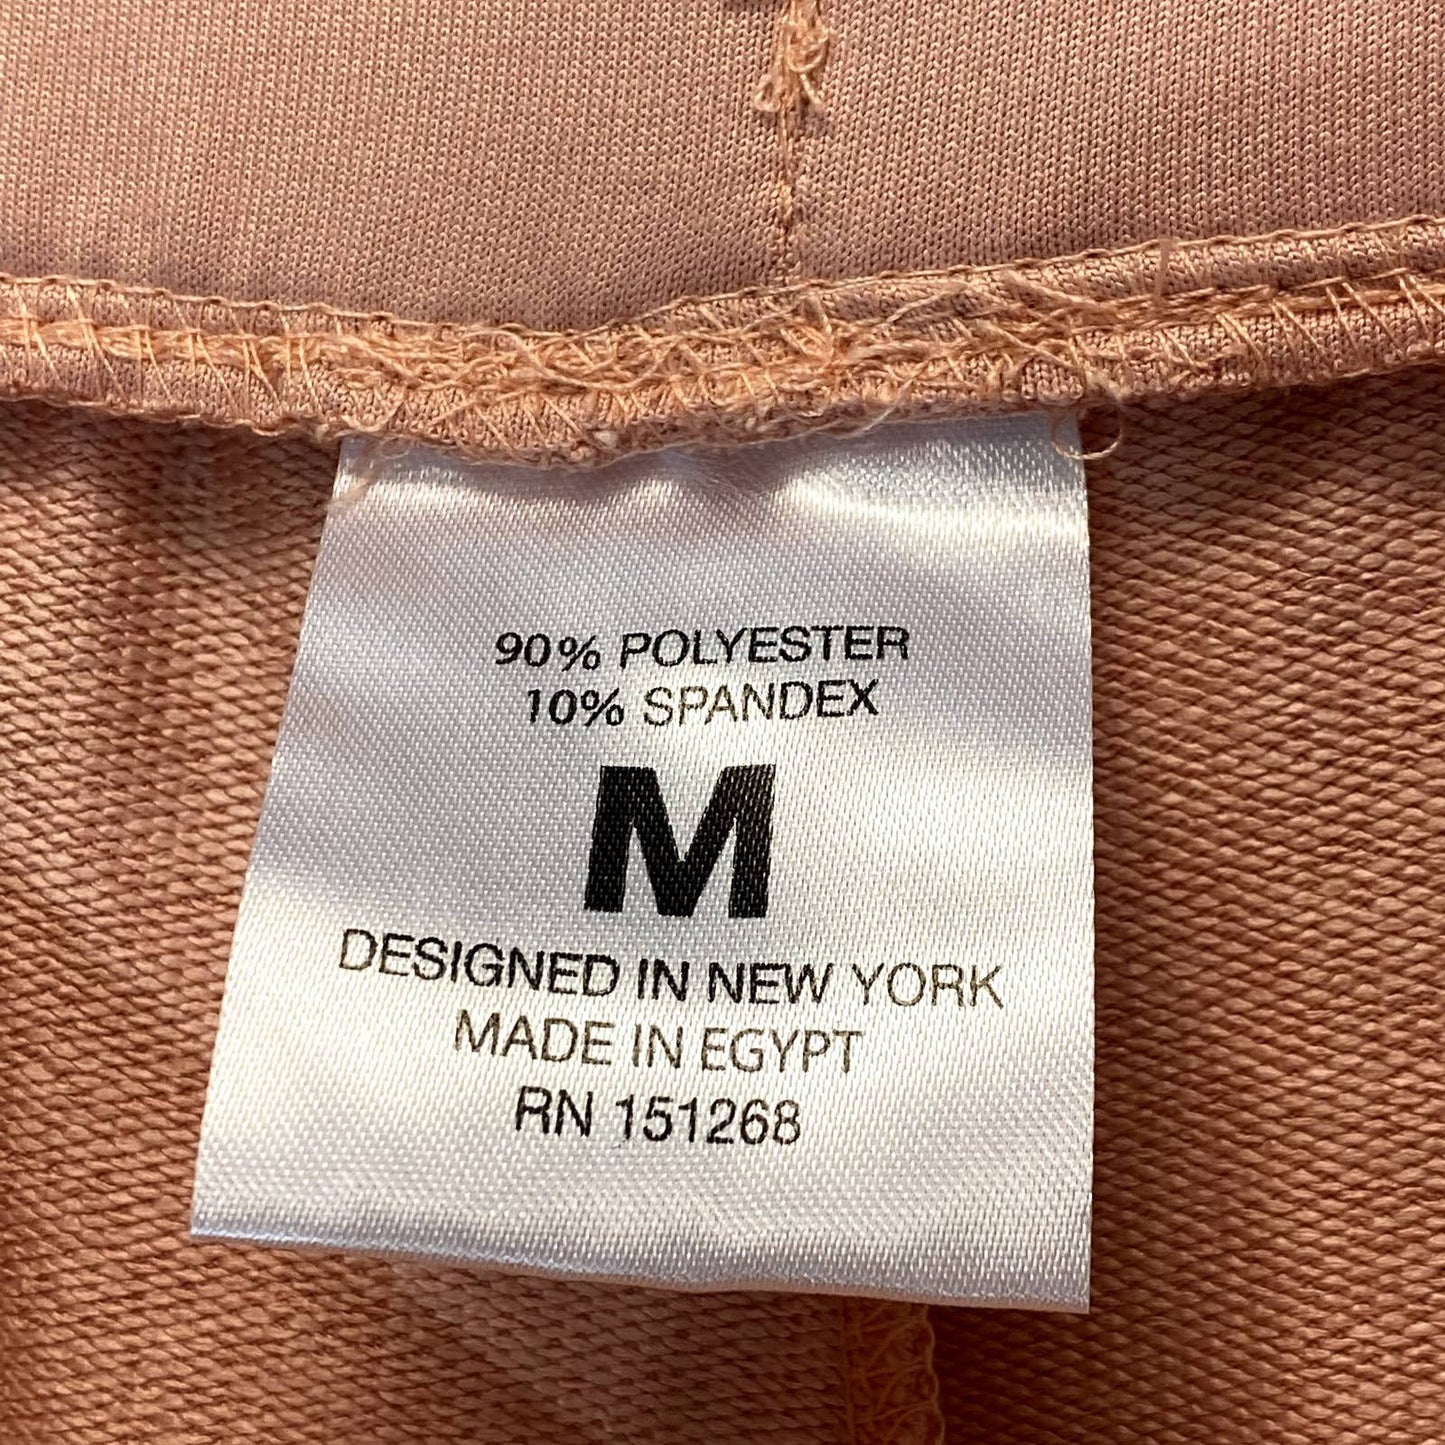 90% POLYESTER
10% SPANDEX
M
DESIGNED IN NEW YORK
MADE IN EGYPT
RN 151268